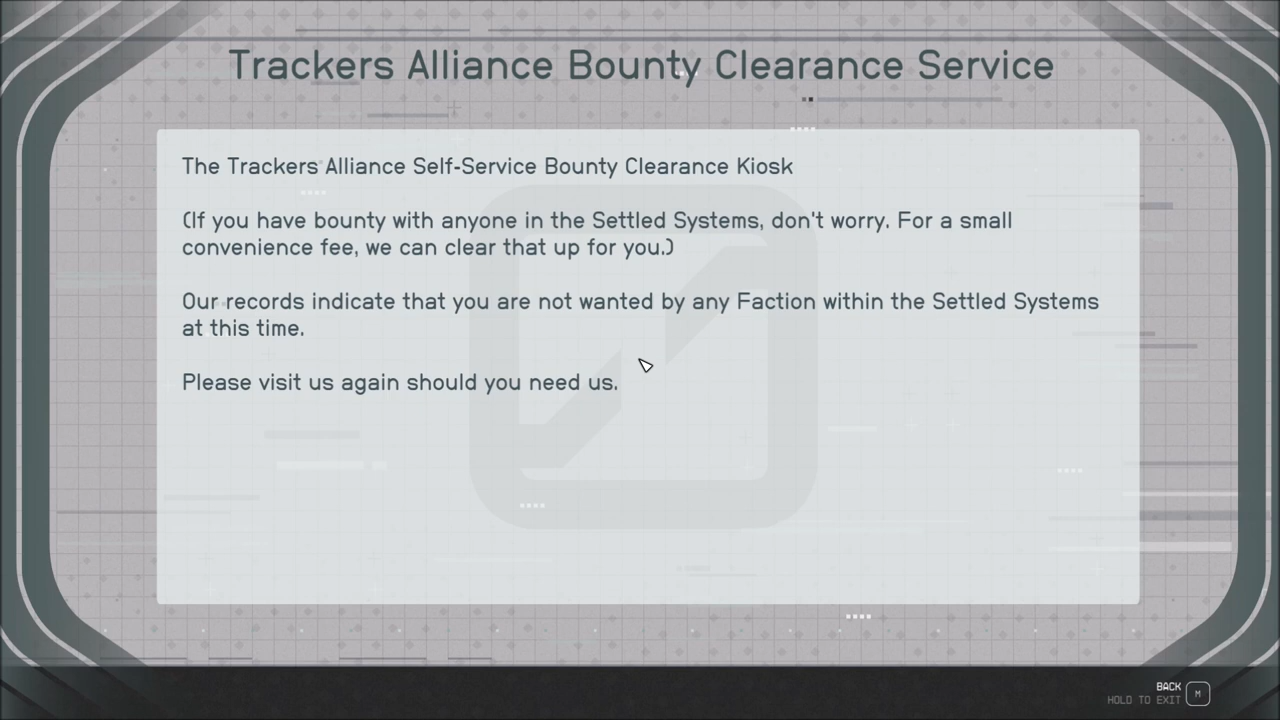 Trackers Alliance Bounty Clearance Service
The Trackers Alliance Self-Service Bounty Clearance Kiosk
(If you have bounty with anyone in the Settled Systems, don't worry. For a small
convenience fee, we can clear that up for you.)
Our records indicate that you are not wanted by any Faction within the Settled Systems
at this time.
Please visit us again should you need us.
BACK
HOLD TO EXIT
M